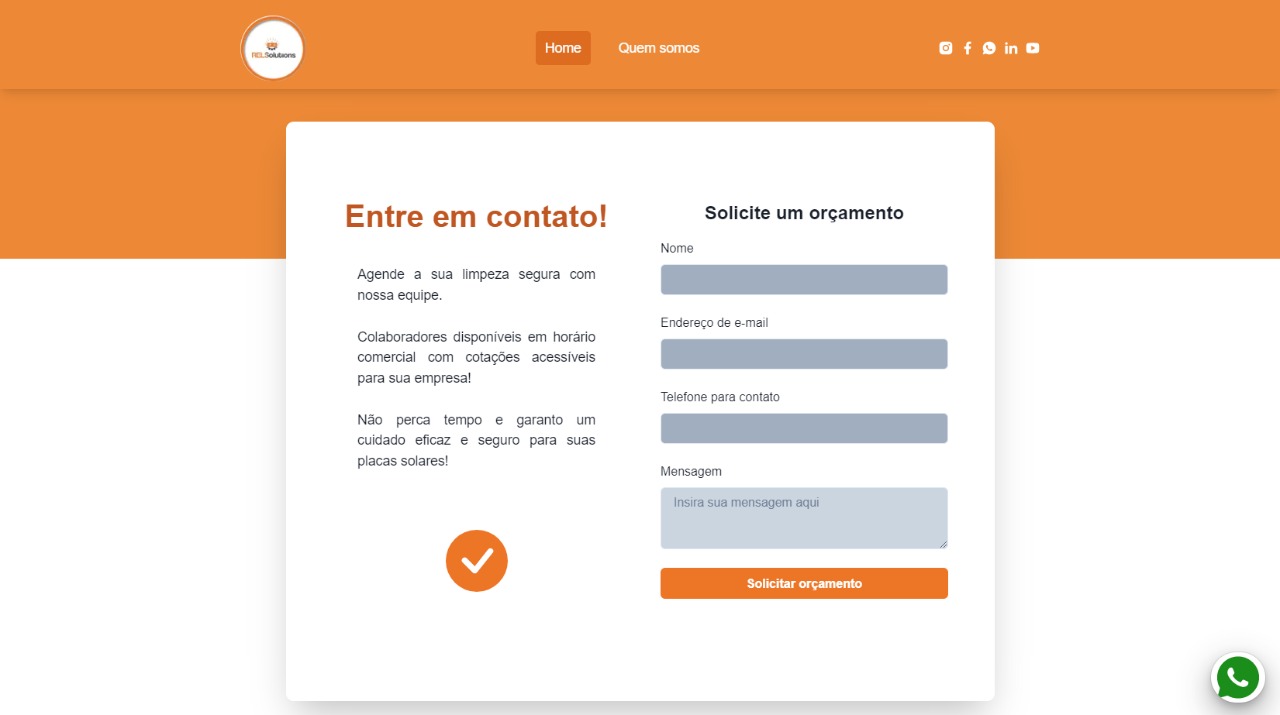 RELSolutions
Home
Quem somos
Entre em contato!
Agende a sua limpeza segura com
nossa equipe.
Colaboradores disponíveis em horário
comercial com cotações acessíveis
para sua empresa!
Não perca tempo e garanto um
cuidado eficaz e seguro para suas
placas solares!
Solicite um orçamento
Nome
Endereço de e-mail
Telefone para contato
Mensagem
Insira sua mensagem aqui
Solicitar orçamento